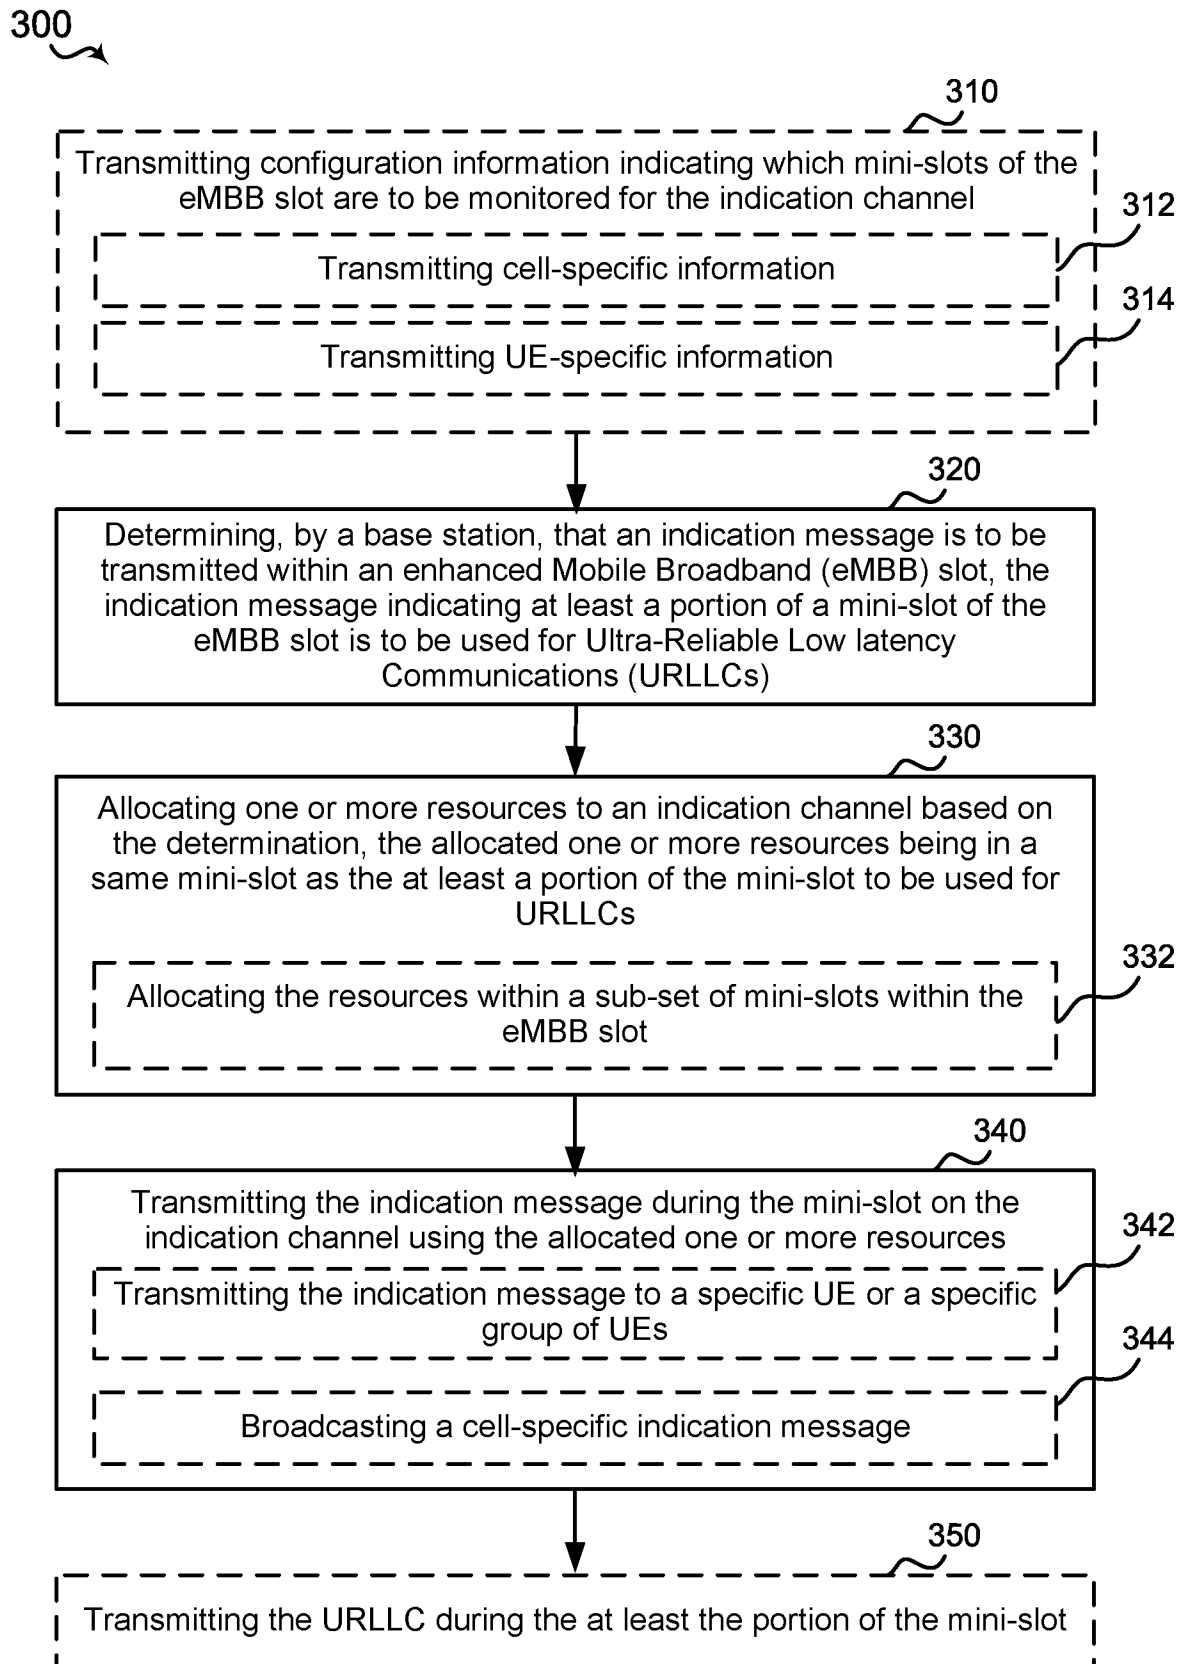 300
310
Transmitting configuration information indicating which mini-slots of the
eMBB slot are to be monitored for the indication channel
312
Transmitting cell-specific information
314
Transmitting UE-specific information
320
Determining, by a base station, that an indication message is to be
transmitted within an enhanced Mobile Broadband (eMBB) slot, the
indication message indicating at least a portion of a mini-slot of the
eMBB slot is to be used for Ultra-Reliable Low latency
Communications (URLLCs)
330
Allocating one or more resources to an indication channel based on
the determination, the allocated one or more resources being in a
same mini-slot as the at least a portion of the mini-slot to be used for
URLLCs
332
Allocating the resources within a sub-set of mini-slots within the
eMBB slot
340
Transmitting the indication message during the mini-slot on the
indication channel using the allocated one or more resources
342
Transmitting the indication message to a specific UE or a specific
group of UEs
344
Broadcasting a cell-specific indication message
350
Transmitting the URLLC during the at least the portion of the mini-slot